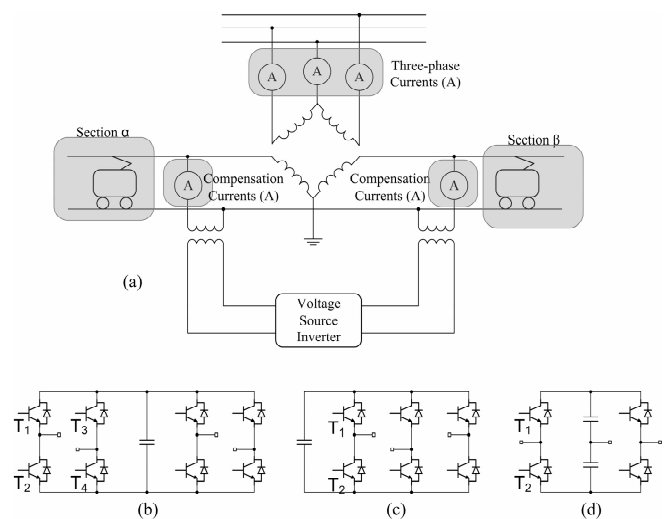 A
A
A
Three-phase
Currents (A)
Section α
Section β
A
Compensation
Currents (A)
Compensation
Currents (A)
A
(a)
Voltage
Source
Inverter
T1
T3
T2
T4
T1
T2
T1
T2
(b)
(c)
(d)